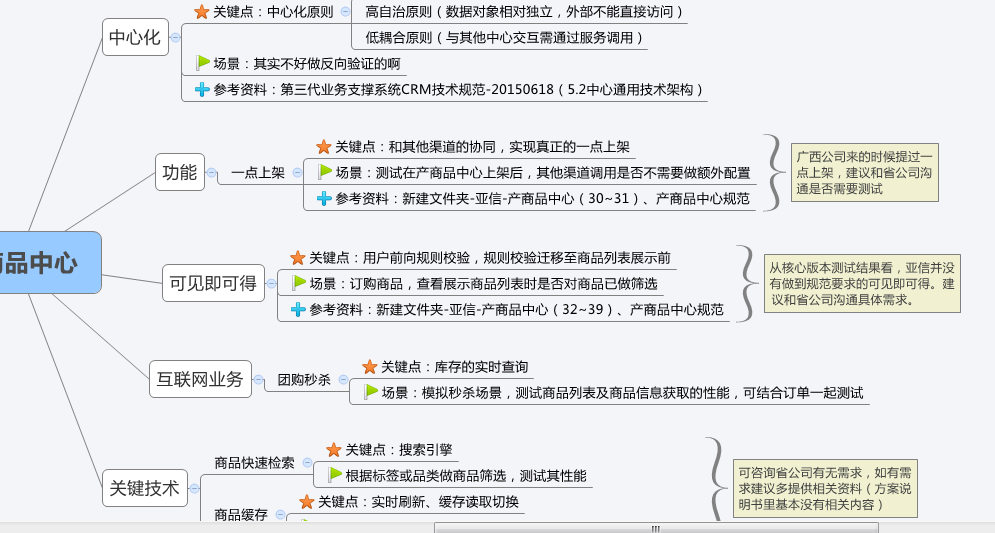 中心化
关键点：中心化原则
高自治原则（数据对象相对独立，外部不能直接访问）
低耦合原则（与其他中心交互需通过服务调用）
场景：其实不好做反向验证的啊
参考资料：第三代业务支撑系统CRM技术规范-20150618（5.2中心通用技术架构）
功能
一点上架
关键点：和其他渠道的协同，实现真正的一点上架
场景：测试在产商品中心上架后，其他渠道调用是否不需要做额外配置
参考资料：新建文件夹-亚信-产商品中心（30~31）、产商品中心规范
广西公司来的时候提过一
点上架，建议和省公司沟
通是否需要测试
商品中心
可见即可得
关键点：用户前向规则校验，规则校验迁移至商品列表展示前
场景：订购商品，查看展示商品列表时是否对商品已做筛选
参考资料：新建文件夹-亚信-产商品中心（32~39）、产商品中心规范
从核心版本测试结果看，亚信并没
有做到规范要求的可见即可得。建
议和省公司沟通具体需求。
互联网业务
团购秒杀
关键点：库存的实时查询
场景：模拟秒杀场景，测试商品列表及商品信息获取的性能，可结合订单一起测试
关键技术
商品快速检索
关键点：搜索引擎
根据标签或品类做商品筛选，测试其性能
商品缓存
关键点：实时刷新、缓存读取切换
可咨询省公司有无需求，如有需
求建议多提供相关资料（方案说
明书里基本没有相关内容）